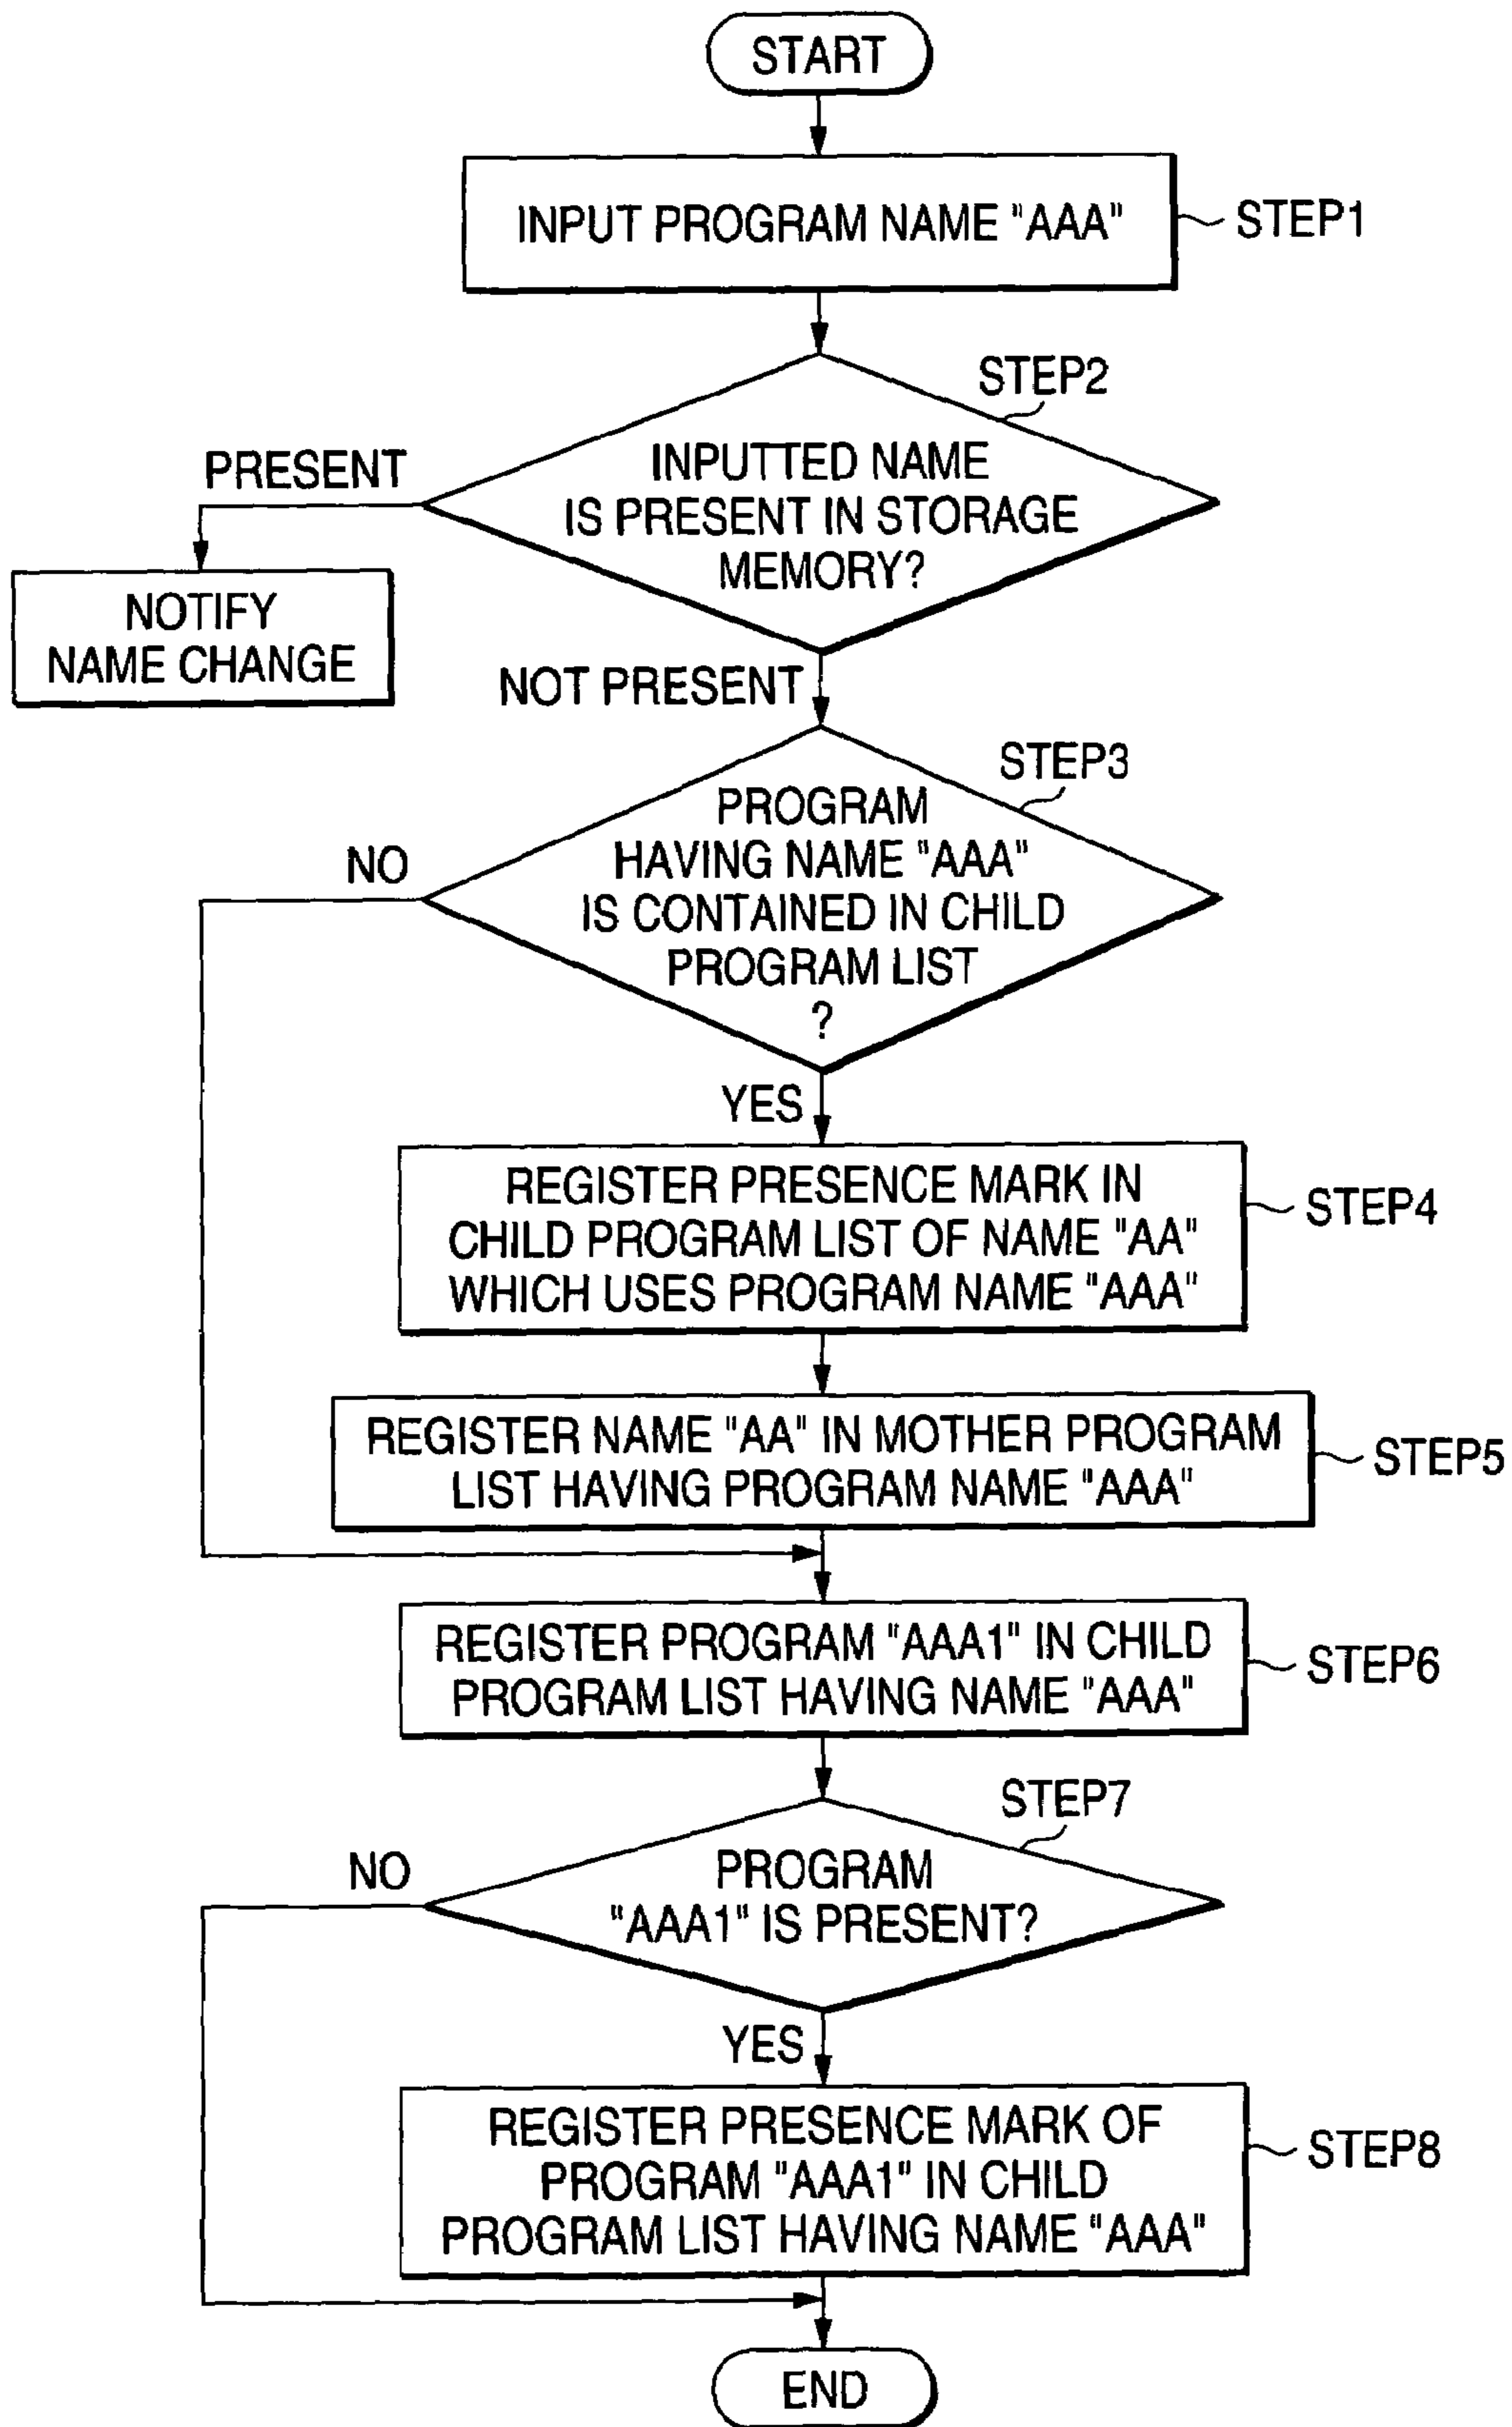 START
INPUT PROGRAM NAME "AAA"
STEP1
STEP2
INPUTTED NAME
IS PRESENT IN STORAGE
MEMORY?
PRESENT
NOTIFY
NAME CHANGE
NOT PRESENT
STEP3
PROGRAM
HAVING NAME "AAA"
IS CONTAINED IN CHILD
PROGRAM LIST
?
NO
YES
REGISTER PRESENCE MARK IN
CHILD PROGRAM LIST OF NAME "AA"
WHICH USES PROGRAM NAME "AAA"
STEP4
REGISTER NAME "AA" IN MOTHER PROGRAM
LIST HAVING PROGRAM NAME "AAA"
STEP5
REGISTER PROGRAM "AAA1" IN CHILD
PROGRAM LIST HAVING NAME "AAA"
STEP6
STEP7
PROGRAM
"AAA1" IS PRESENT?
NO
YES
REGISTER PRESENCE MARK OF
PROGRAM "AAA1" IN CHILD
PROGRAM LIST HAVING NAME "AAA"
STEP8
END